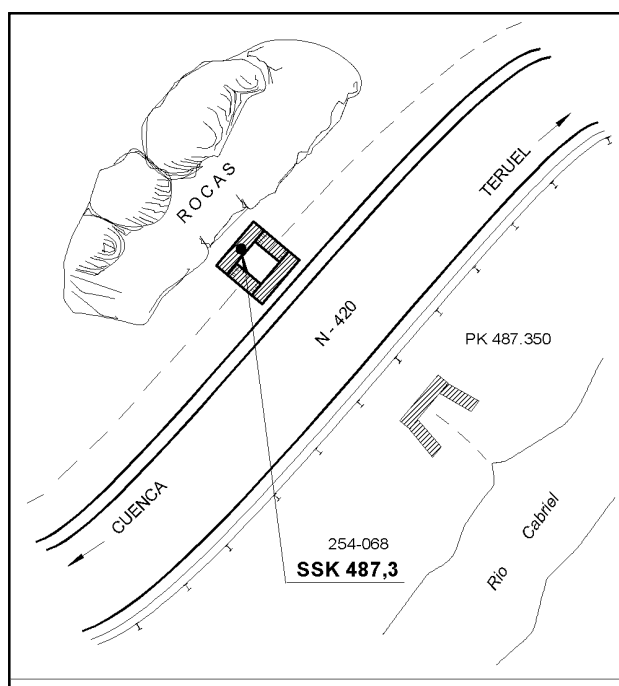 ROCAS
TERUEL
N - 420
PK 487.350
CUENCA
254-068
SSK 487,3
Rio Cabriel